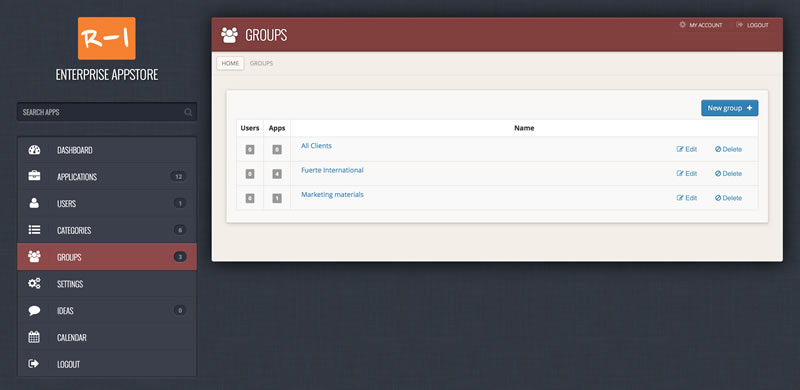 R-1
ENTERPRISE APPSTORE
SEARCH APPS
DASHBOARD
APPLICATIONS 12
USERS 1
CATEGORIES 6
GROUPS 3
SETTINGS
IDEAS 0
CALENDAR
LOGOUT
GROUPS
MY ACCOUNT LOGOUT
HOME GROUPS
New group +
Users Apps Name
0 0 All Clients Edit Delete
0 4 Fuerte International Edit Delete
0 1 Marketing materials Edit Delete